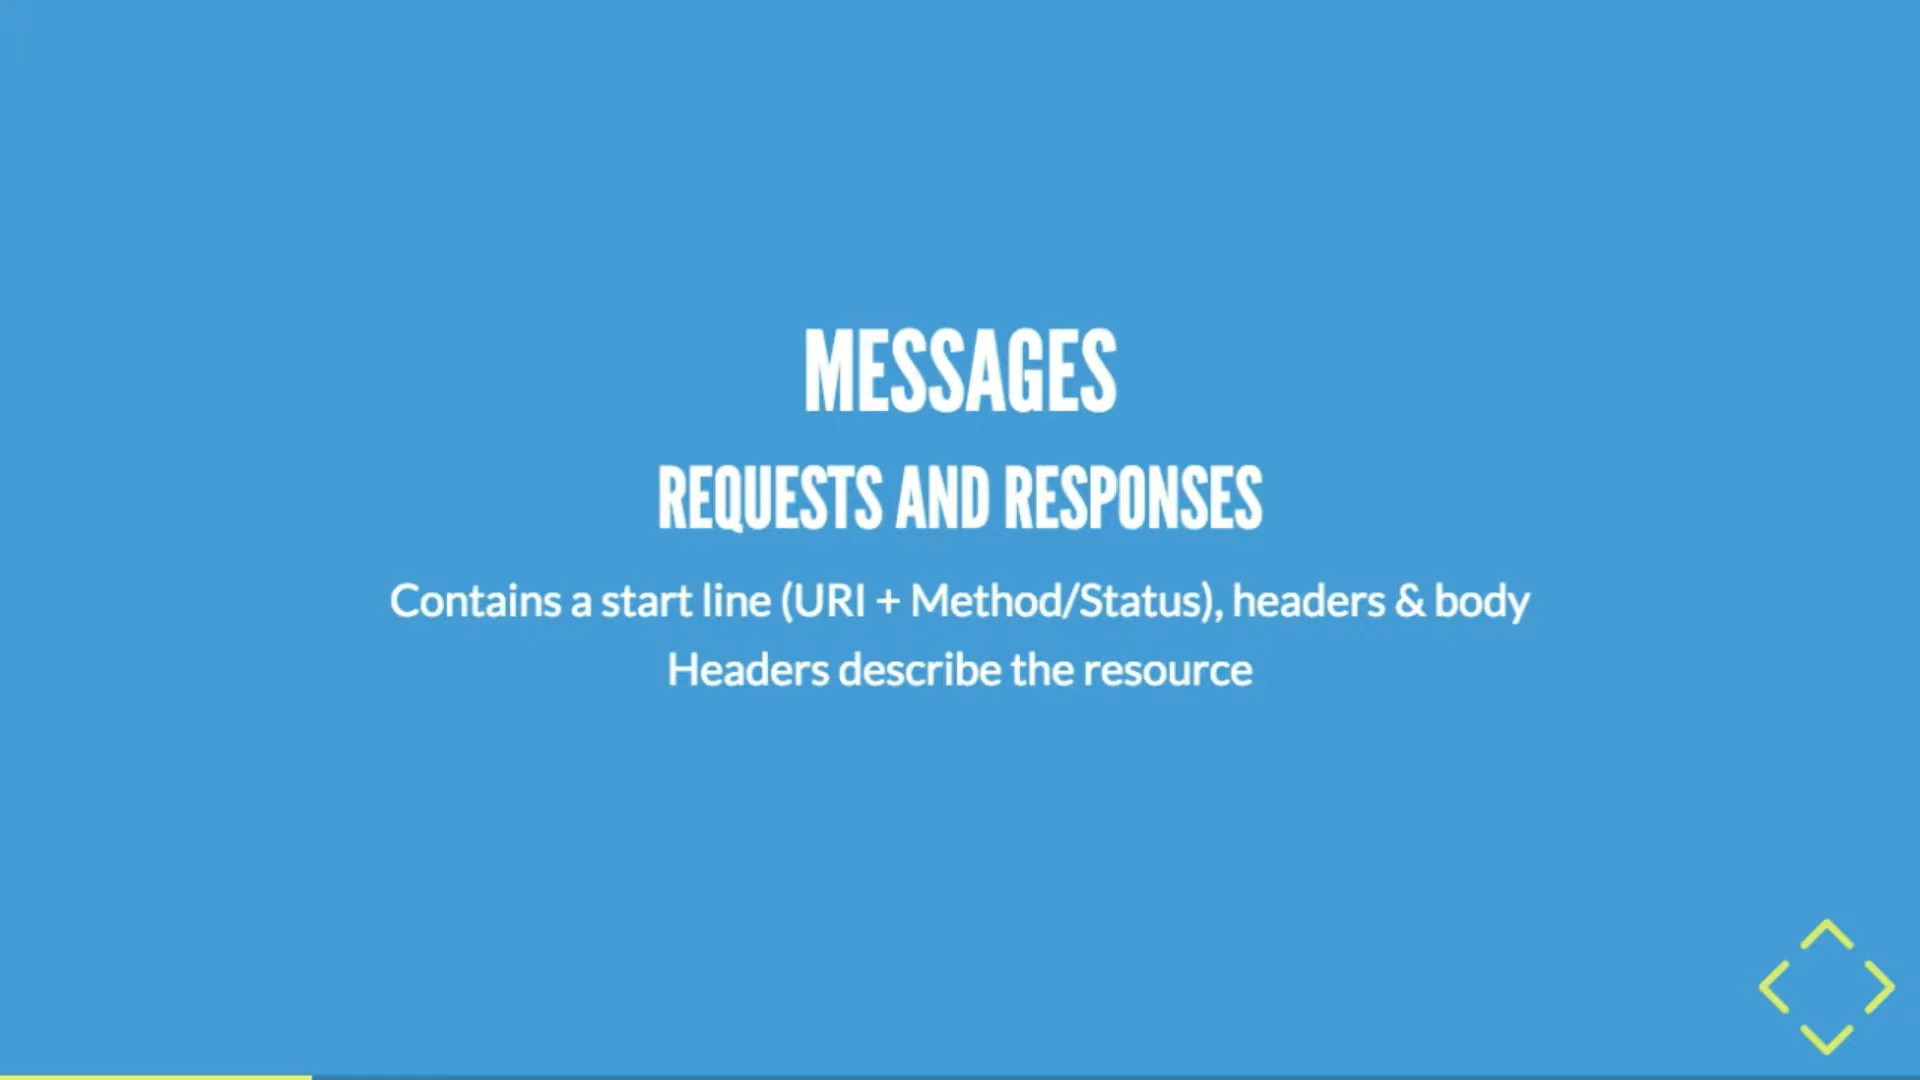 MESSAGES
REQUESTS AND RESPONSES
Contains a start line (URI + Method/Status), headers & body
Headers describe the resource